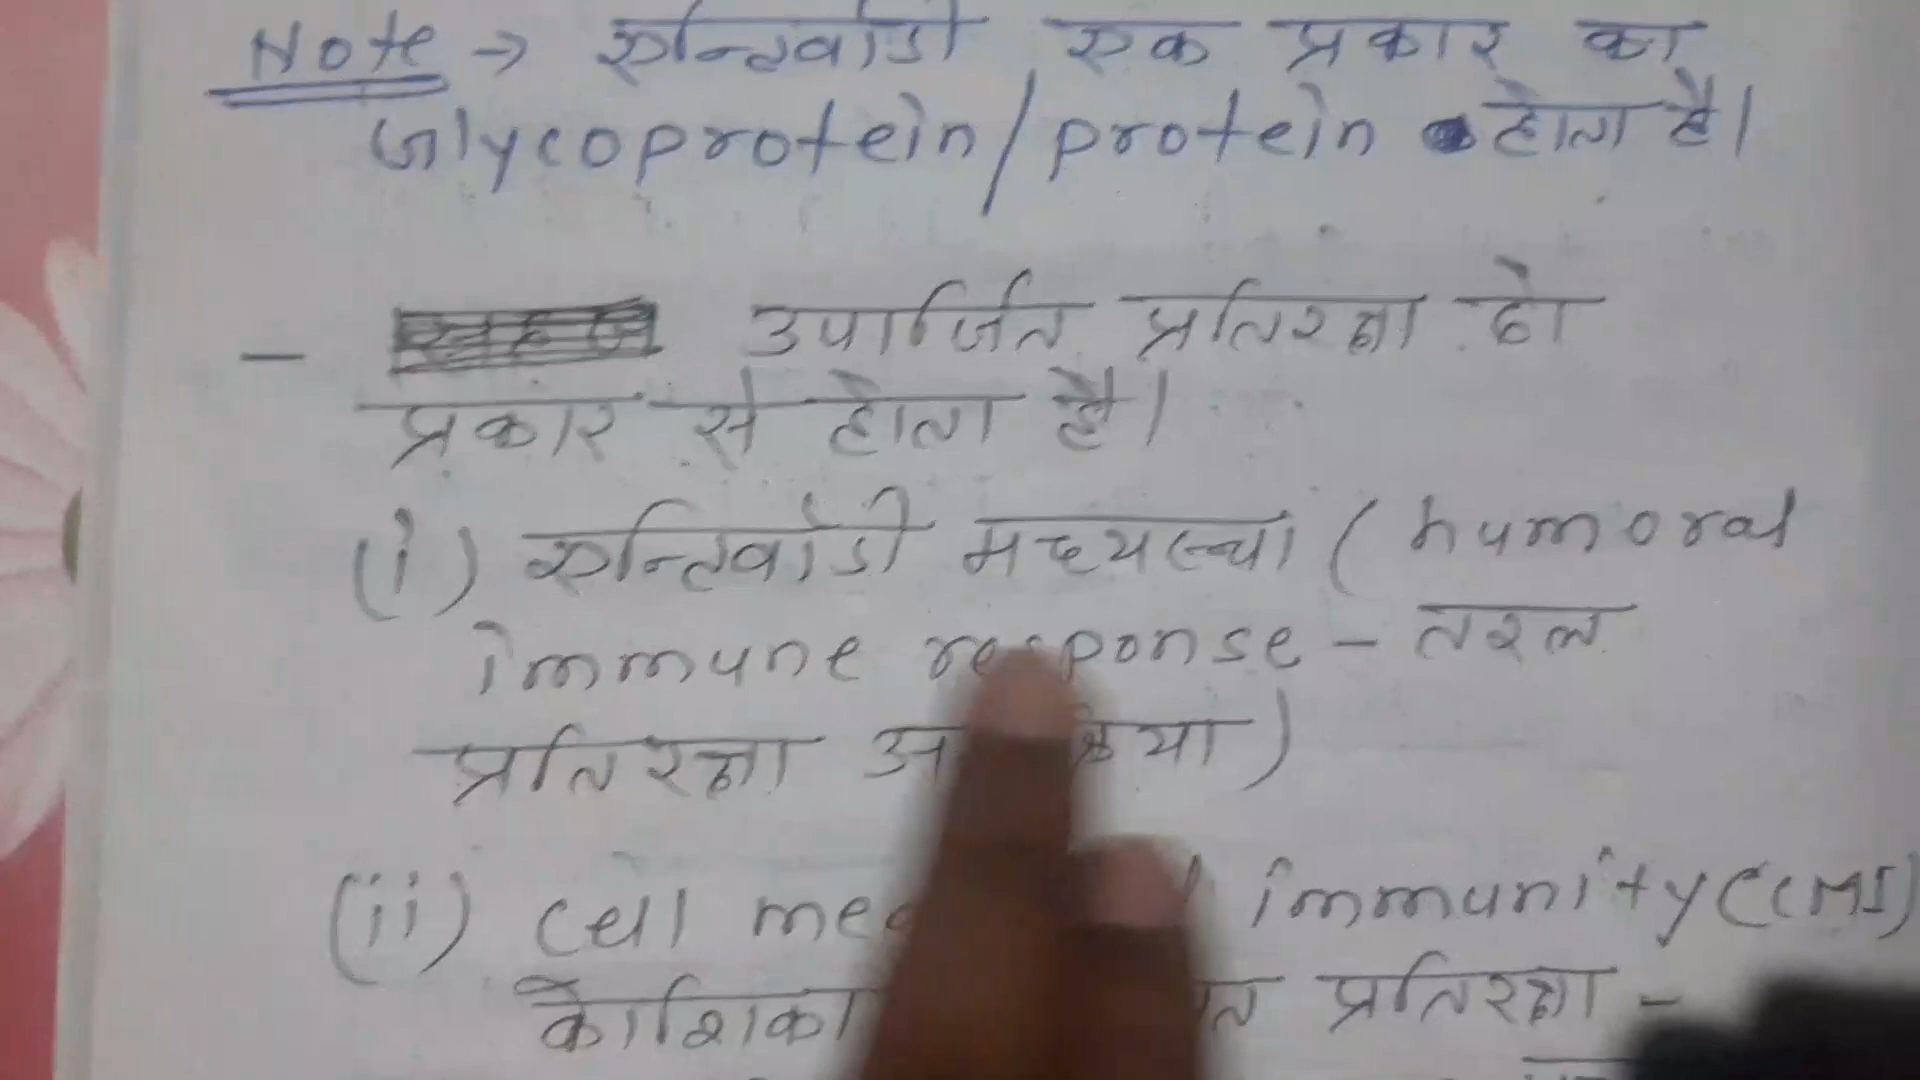 Note → एन्टिबॉडी एक प्रकार का
Glycoprotein/protein होता है।
- उपार्जित प्रतिरक्षा दो
प्रकार से होता है।
(i) एन्टिबॉडी मध्यस्था (humoral
immune response - तरल
प्रतिरक्षा
(ii) cell immunity (CMI)
कोशिका प्रतिरक्षा -